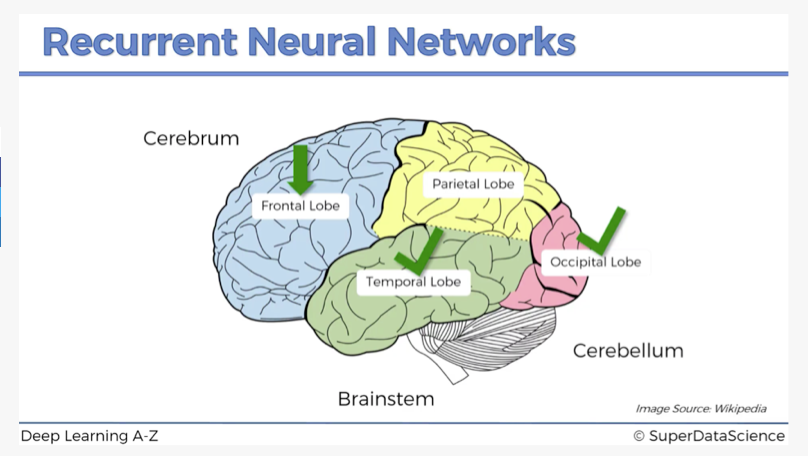 Recurrent Neural Networks
Cerebrum
Parietal Lobe
Frontal Lobe
Occipital Lobe
Temporal Lobe
Cerebellum
Brainstem
Image Source: Wikipedia
Deep Learning A-Z
© SuperDataScience